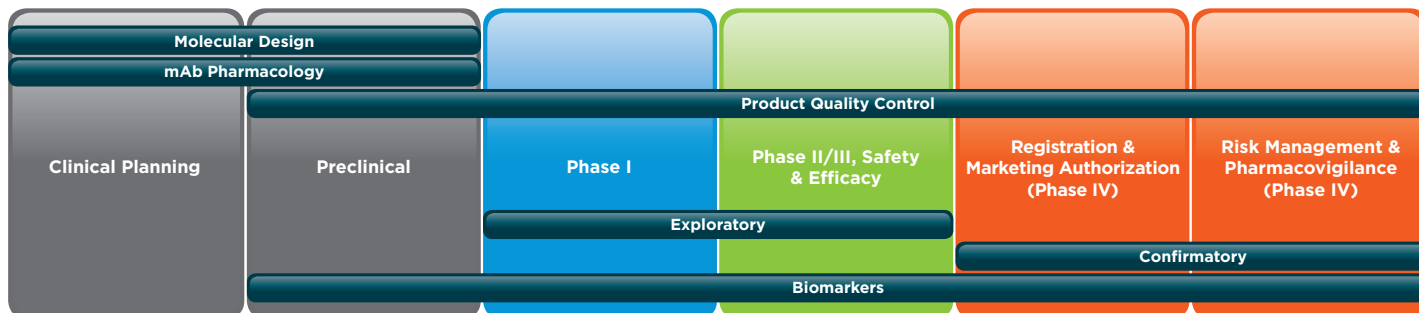 Molecular Design
mAb Pharmacology
Product Quality Control
Clinical Planning
Preclinical
Phase I
Phase II/III, Safety
& Efficacy
Registration &
Marketing Authorization
(Phase IV)
Risk Management &
Pharmacovigilance
(Phase IV)
Exploratory
Confirmatory
Biomarkers